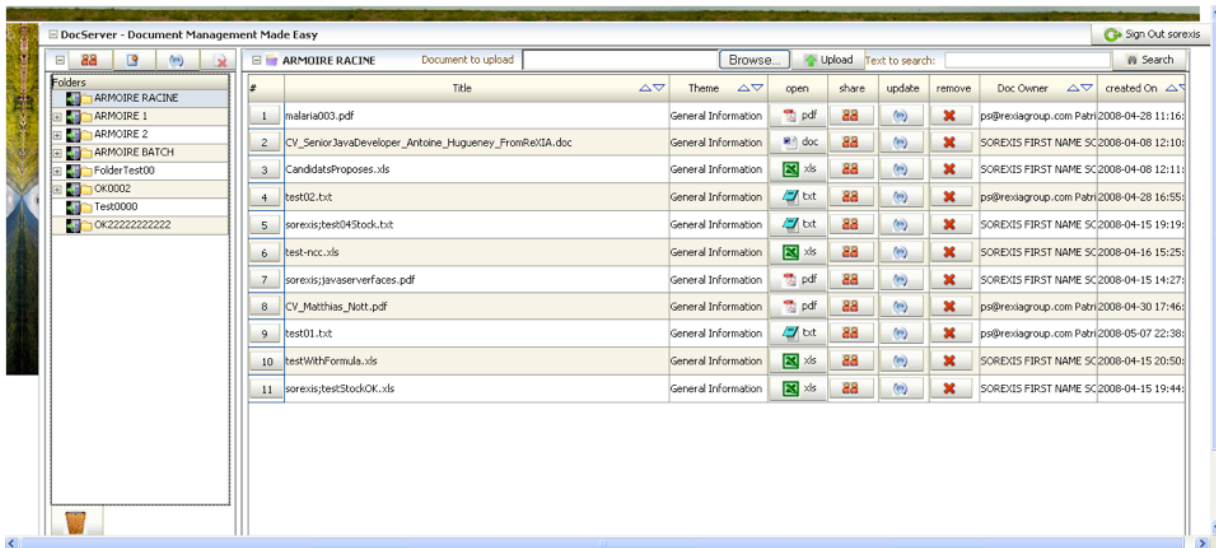 DocServer - Document Management Made Easy
Sign Out sorexis
ARMOIRE RACINE Document to upload Browse... Upload Text to search: Search
Folders
ARMOIRE RACINE
ARMOIRE 1
ARMOIRE 2
ARMOIRE BATCH
FolderTest00
OK0002
Test0000
OK22222222222
# Title Theme open share update remove Doc Owner created On
1 malaria003.pdf General Information pdf ps@rexiagroup.com Patri 2008-04-28 11:16:
2 CV_SeniorJavaDeveloper_Antoine_Hugueney_FromReXIA.doc General Information doc SOREXIS FIRST NAME SC 2008-04-08 12:10:
3 CandidatsProposes.xls General Information xls SOREXIS FIRST NAME SC 2008-04-08 12:11:
4 test02.txt General Information txt ps@rexiagroup.com Patri 2008-04-28 16:55:
5 sorexis;test04Stock.txt General Information txt SOREXIS FIRST NAME SC 2008-04-15 19:19:
6 test-ncc.xls General Information xls SOREXIS FIRST NAME SC 2008-04-16 15:25:
7 sorexis;javaserverfaces.pdf General Information pdf SOREXIS FIRST NAME SC 2008-04-15 14:27:
8 CV_Matthias_Nott.pdf General Information pdf ps@rexiagroup.com Patri 2008-04-30 17:46:
9 test01.txt General Information txt ps@rexiagroup.com Patri 2008-05-07 22:38:
10 testWithFormula.xls General Information xls SOREXIS FIRST NAME SC 2008-04-15 20:50:
11 sorexis;testStockOK.xls General Information xls SOREXIS FIRST NAME SC 2008-04-15 19:44: